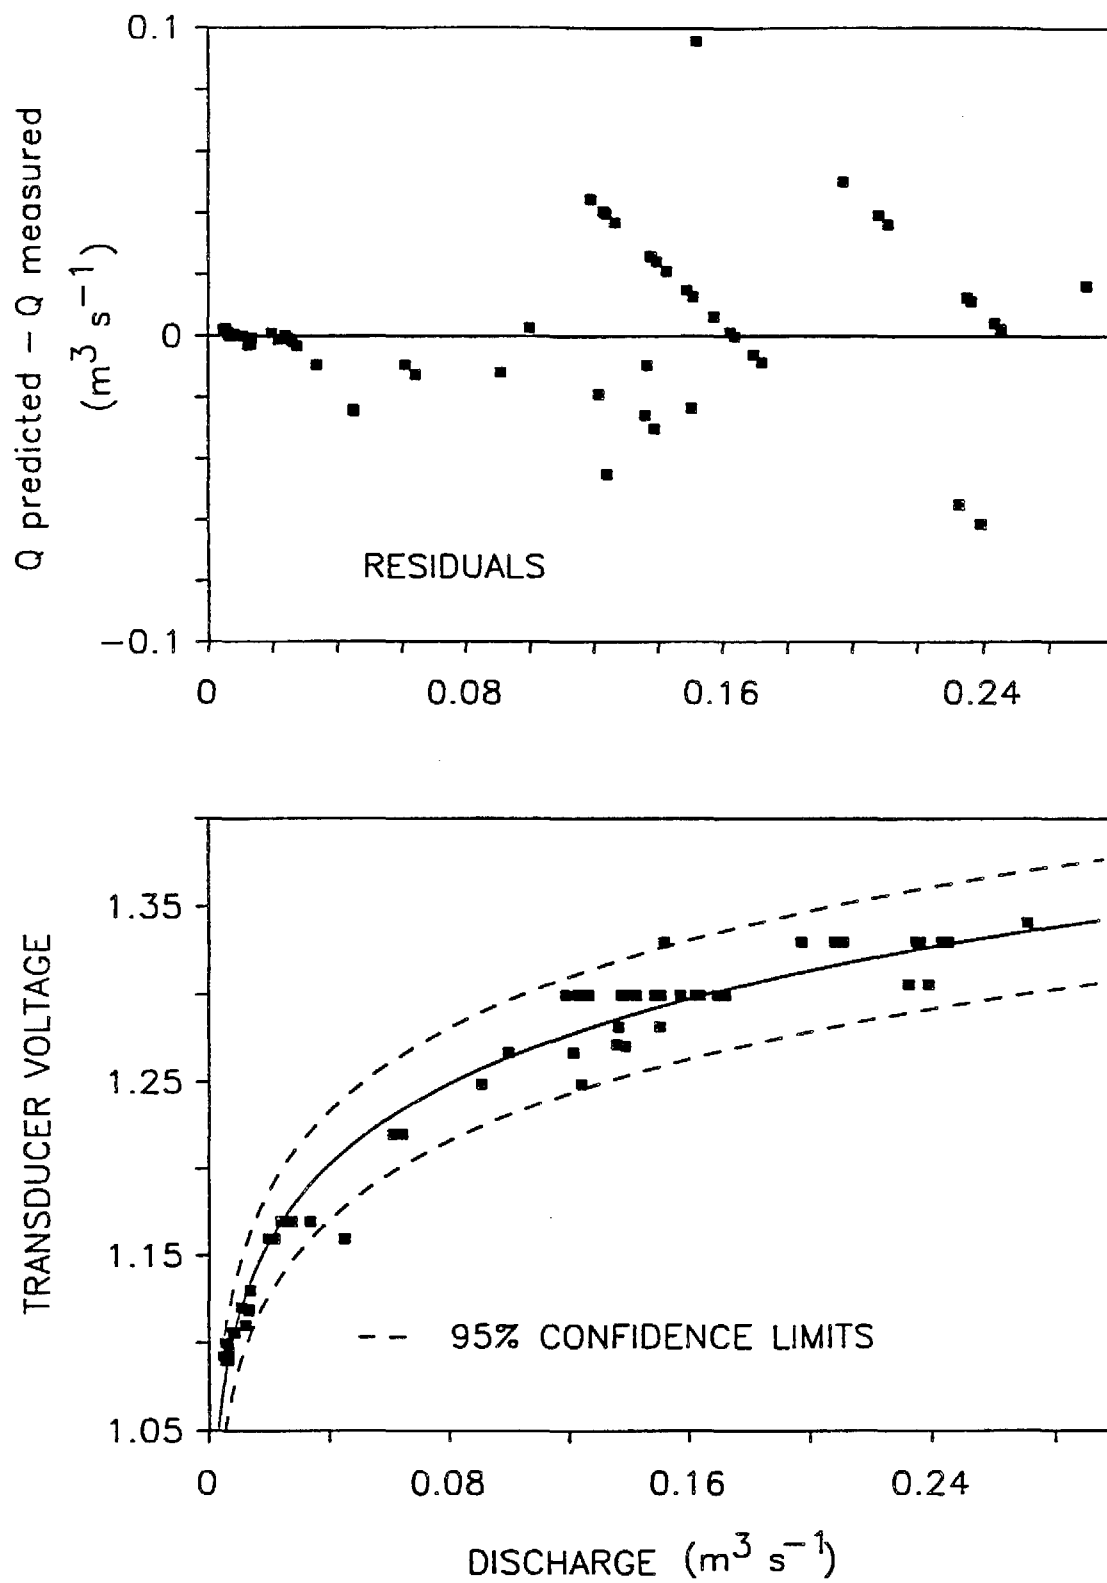 0.1
Q predicted − Q measured
(m³ s⁻¹)
0
RESIDUALS
−0.1
0 0.08 0.16 0.24
1.35
TRANSDUCER VOLTAGE
1.25
1.15
95% CONFIDENCE LIMITS
1.05
0 0.08 0.16 0.24
DISCHARGE (m³ s⁻¹)